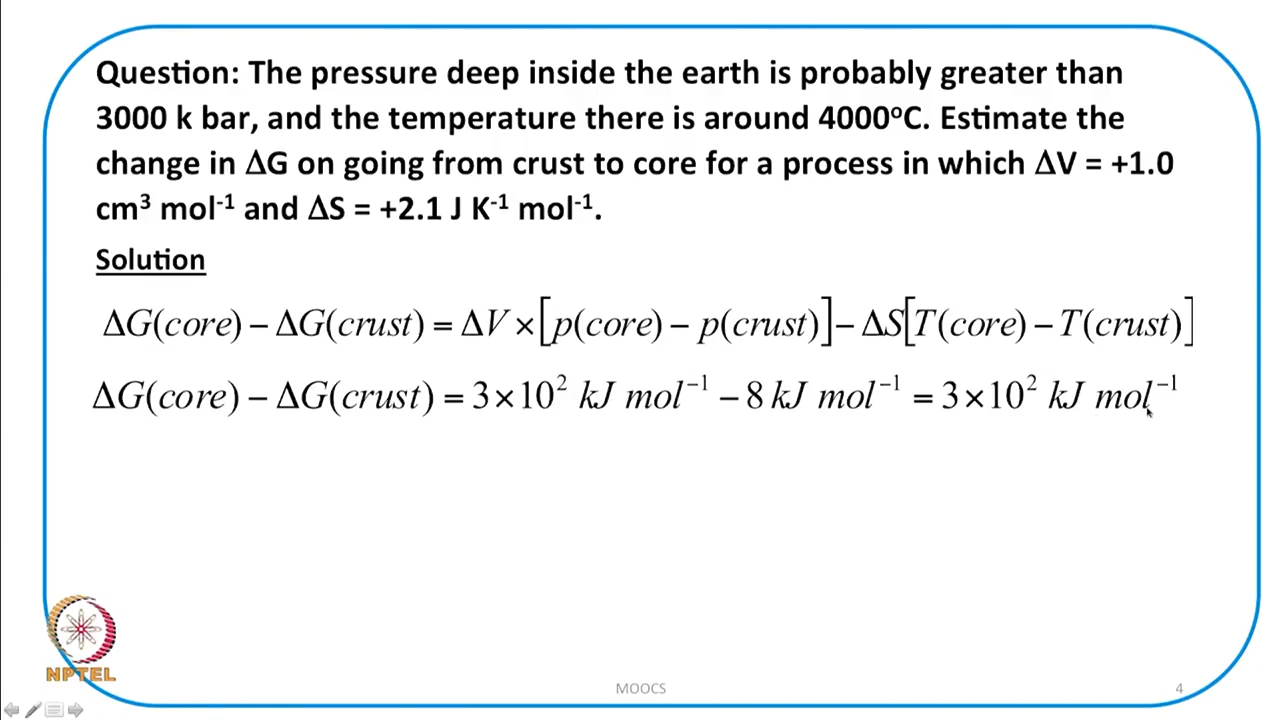 Question: The pressure deep inside the earth is probably greater than
3000 k bar, and the temperature there is around 4000°C. Estimate the
change in ΔG on going from crust to core for a process in which ΔV = +1.0
cm³ mol⁻¹ and ΔS = +2.1 J K⁻¹ mol⁻¹.
Solution
ΔG(core) − ΔG(crust) = ΔV × [p(core) − p(crust)] − ΔS[T(core) − T(crust)]
ΔG(core) − ΔG(crust) = 3×10² kJ mol⁻¹ − 8 kJ mol⁻¹ = 3×10² kJ mol⁻¹
NPTEL
MOOCS
4